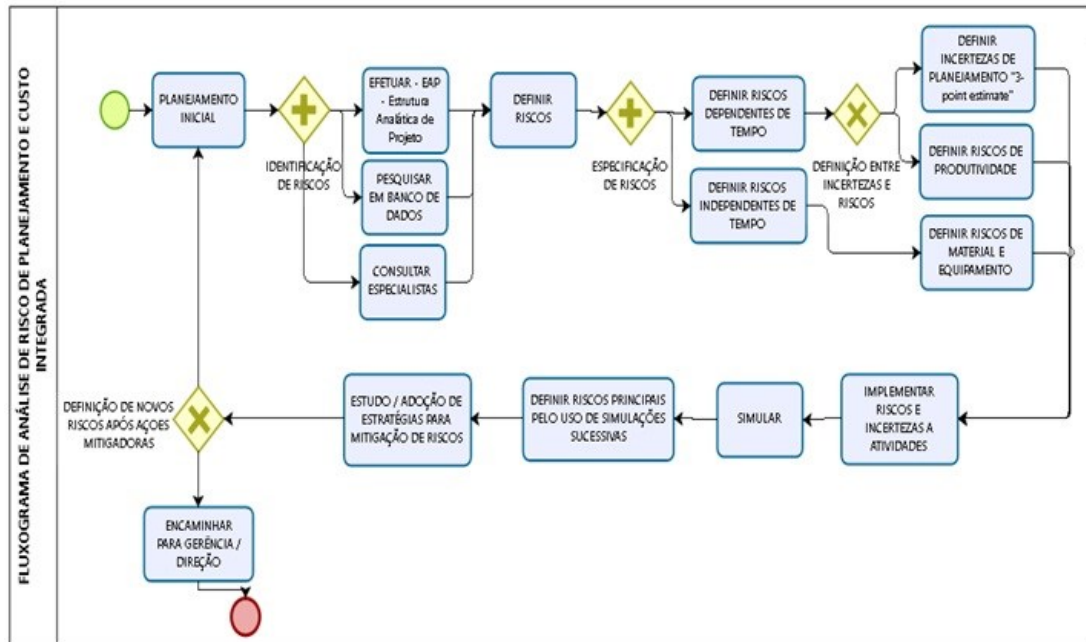 FLUXOGRAMA DE ANÁLISE DE RISCO DE PLANEJAMENTO E CUSTO
INTEGRADA
PLANEJAMENTO
INICIAL
IDENTIFICAÇÃO
DE RISCOS
EFETUAR - EAP
- Estrutura
Analítica de
Projeto
PESQUISAR
EM BANCO DE
DADOS
CONSULTAR
ESPECIALISTAS
DEFINIR
RISCOS
ESPECIFICAÇÃO
DE RISCOS
DEFINIR RISCOS
DEPENDENTES DE
TEMPO
DEFINIR RISCOS
INDEPENDENTES DE
TEMPO
DEFINIÇÃO ENTRE
INCERTEZAS E
RISCOS
DEFINIR
INCERTEZAS DE
PLANEJAMENTO "3-
point estimate"
DEFINIR RISCOS DE
PRODUTIVIDADE
DEFINIR RISCOS DE
MATERIAL E
EQUIPAMENTO
IMPLEMENTAR
RISCOS E
INCERTEZAS A
ATIVIDADES
SIMULAR
DEFINIR RISCOS PRINCIPAIS
PELO USO DE SIMULAÇÕES
SUCESSIVAS
ESTUDO / ADOÇÃO DE
ESTRATÉGIAS PARA
MITIGAÇÃO DE RISCOS
DEFINIÇÃO DE NOVOS
RISCOS APÓS AÇOES
MITIGADORAS
ENCAMINHAR
PARA GERÊNCIA /
DIREÇÃO